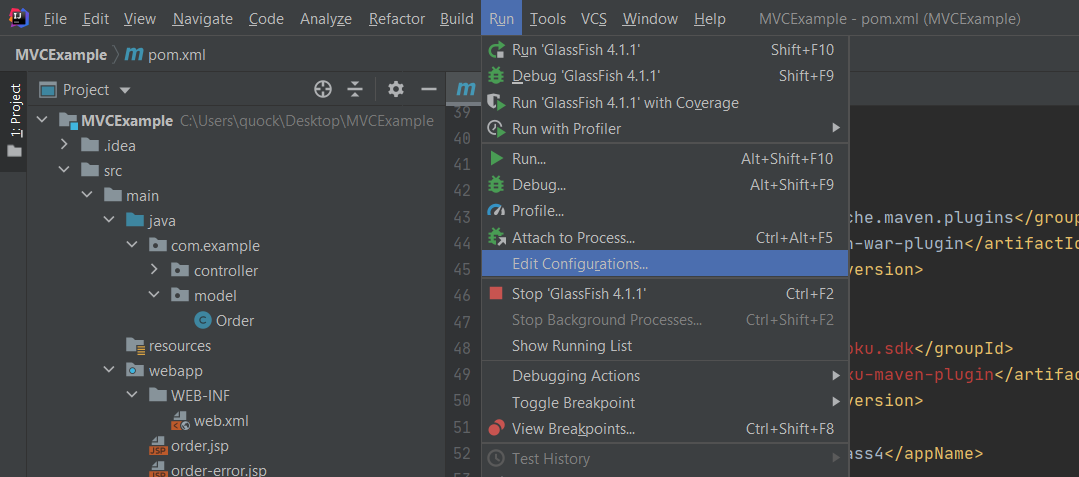 IJ File Edit View Navigate Code Analyze Refactor Build Run Tools VCS Window Help MVCExample - pom.xml (MVCExample)
MVCExample m pom.xml
1: Project
Project
MVCExample C:\Users\quock\Desktop\MVCExample
.idea
src
main
java
com.example
controller
model
C Order
resources
webapp
WEB-INF
web.xml
JSP order.jsp
JSP order-error.jsp
Run 'GlassFish 4.1.1' Shift+F10
Debug 'GlassFish 4.1.1' Shift+F9
Run 'GlassFish 4.1.1' with Coverage
Run with Profiler
Run... Alt+Shift+F10
Debug... Alt+Shift+F9
Profile...
Attach to Process... Ctrl+Alt+F5
Edit Configurations...
Stop 'GlassFish 4.1.1' Ctrl+F2
Stop Background Processes... Ctrl+Shift+F2
Show Running List
Debugging Actions
Toggle Breakpoint
View Breakpoints... Ctrl+Shift+F8
Test History
m
39
40
41
42
43 che.maven.plugins</group
44 n-war-plugin</artifactId
45 version>
46
47
48 oku.sdk</groupId>
49 ku-maven-plugin</artifac
50 version>
51
52 ass4</appName>